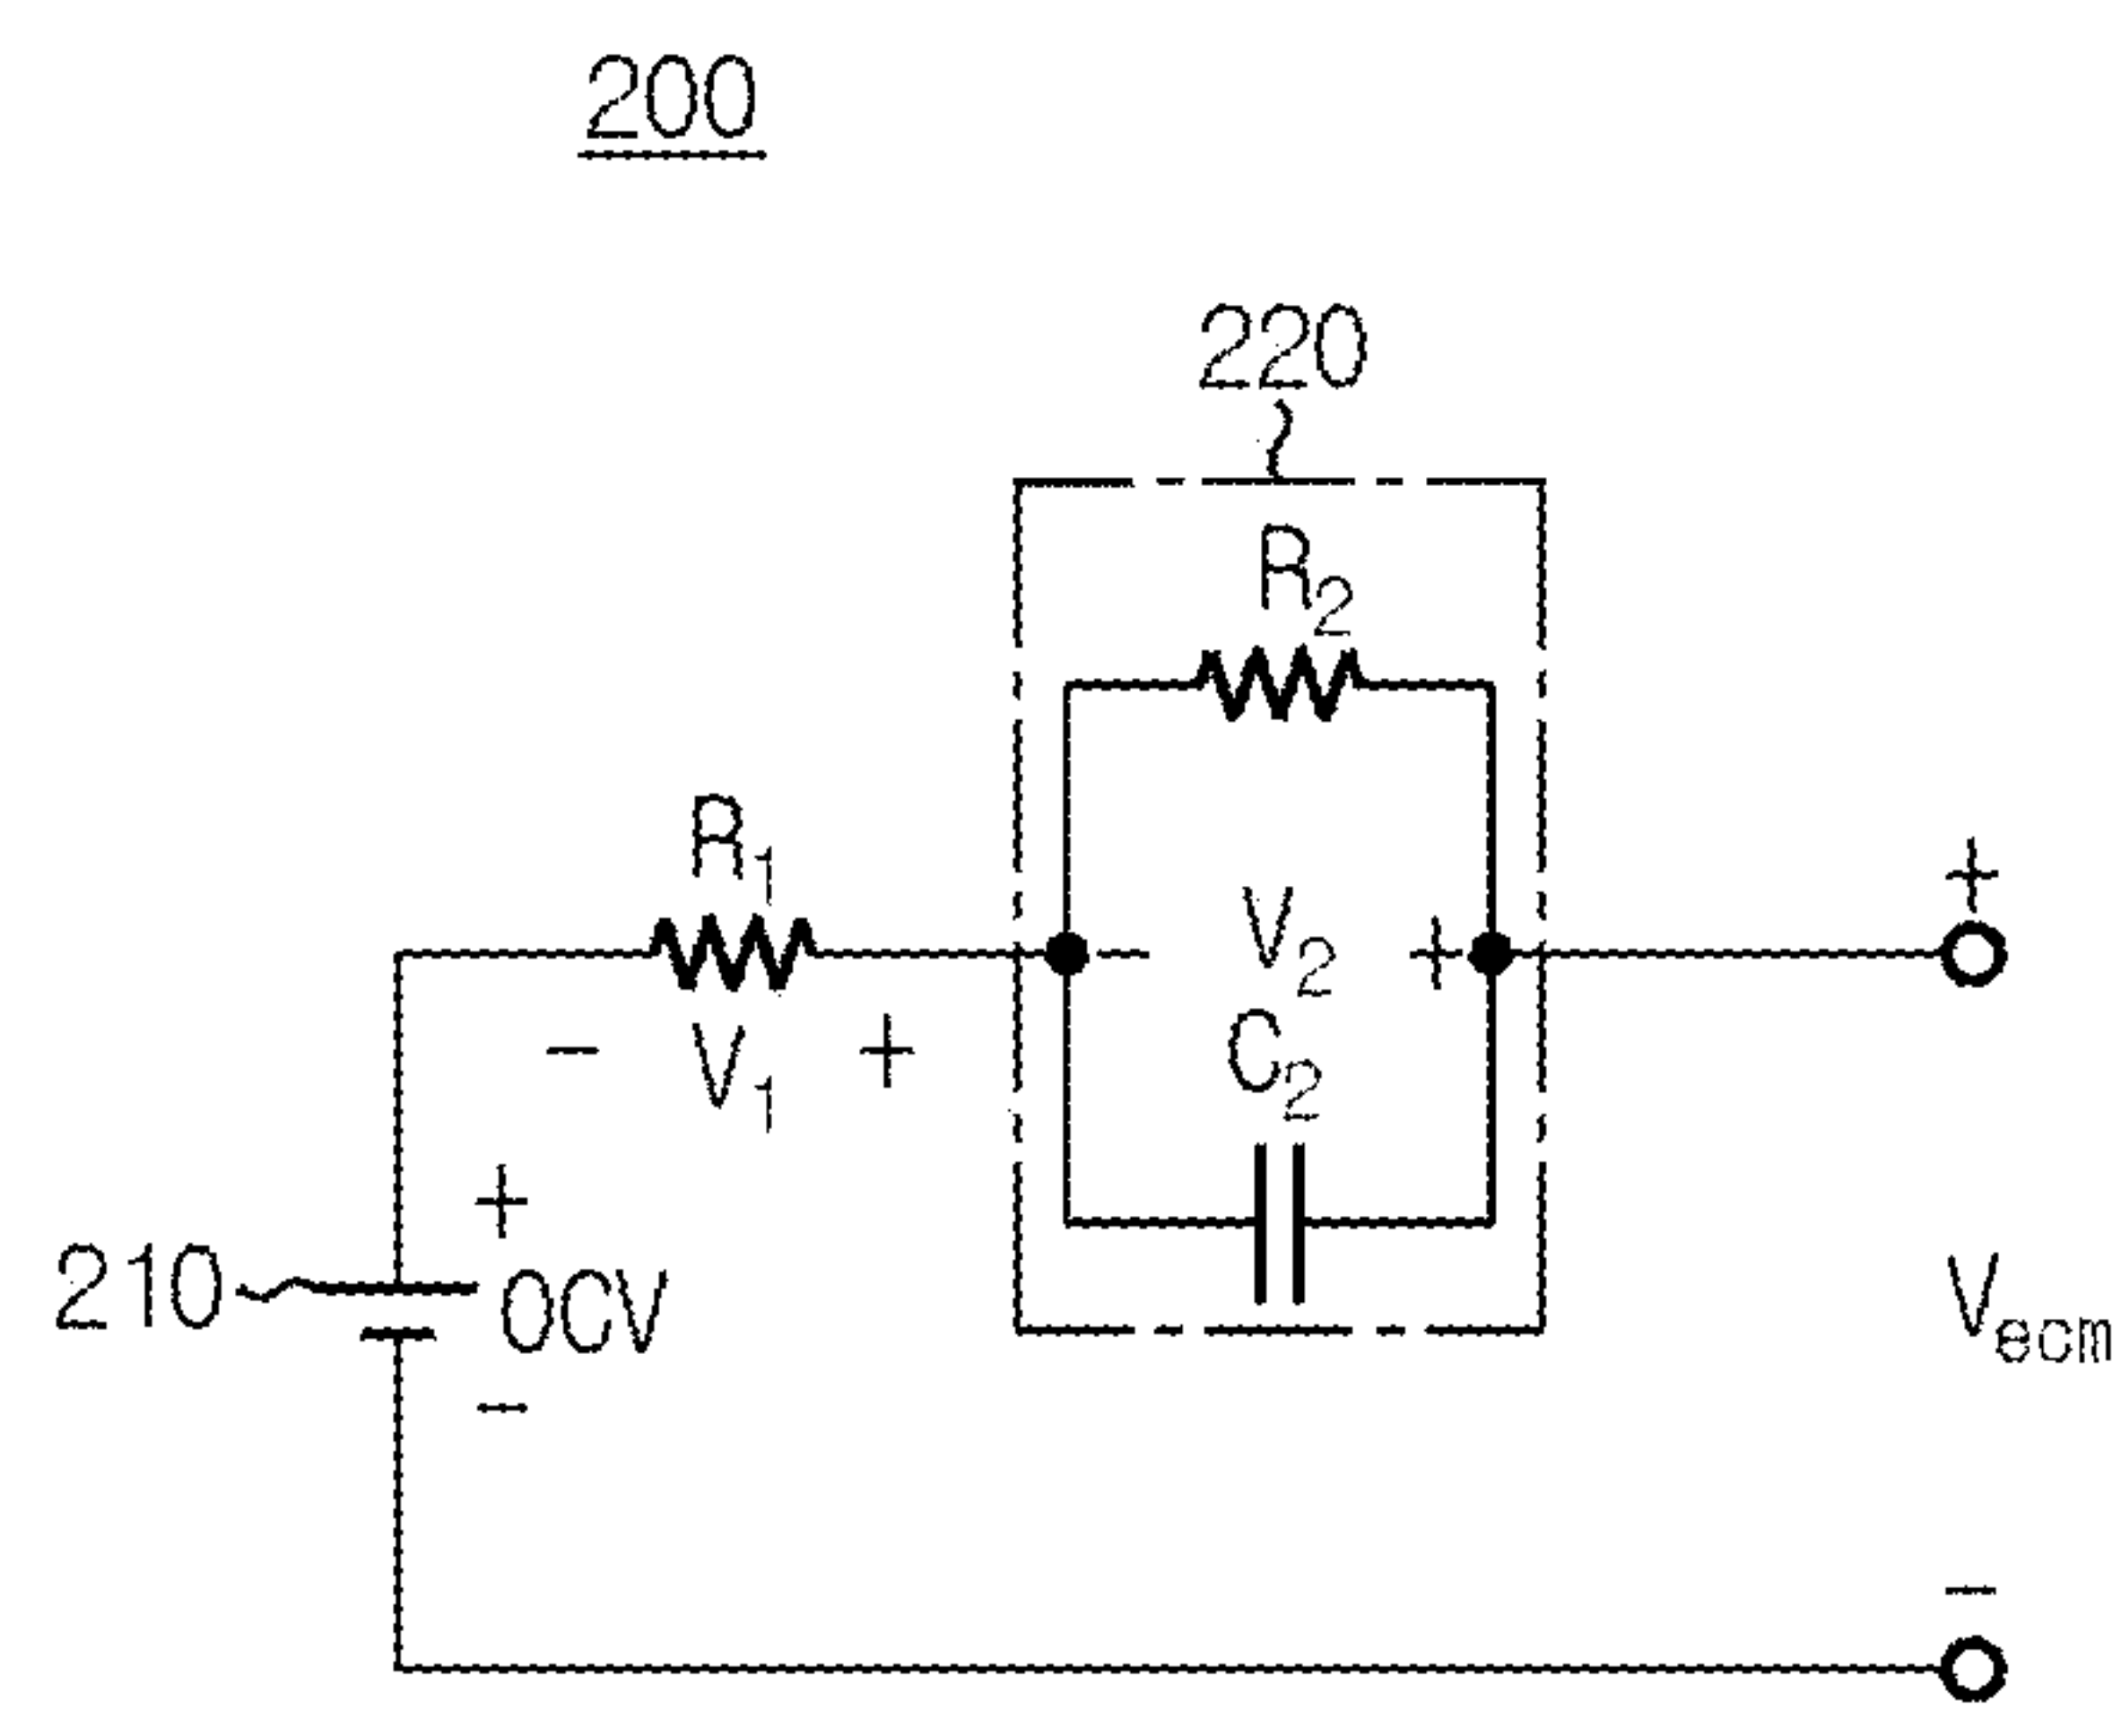 200
220
R2
R1
- V2 +
+
- V1 +
C2
+
210
OCV
Vecm
-
-